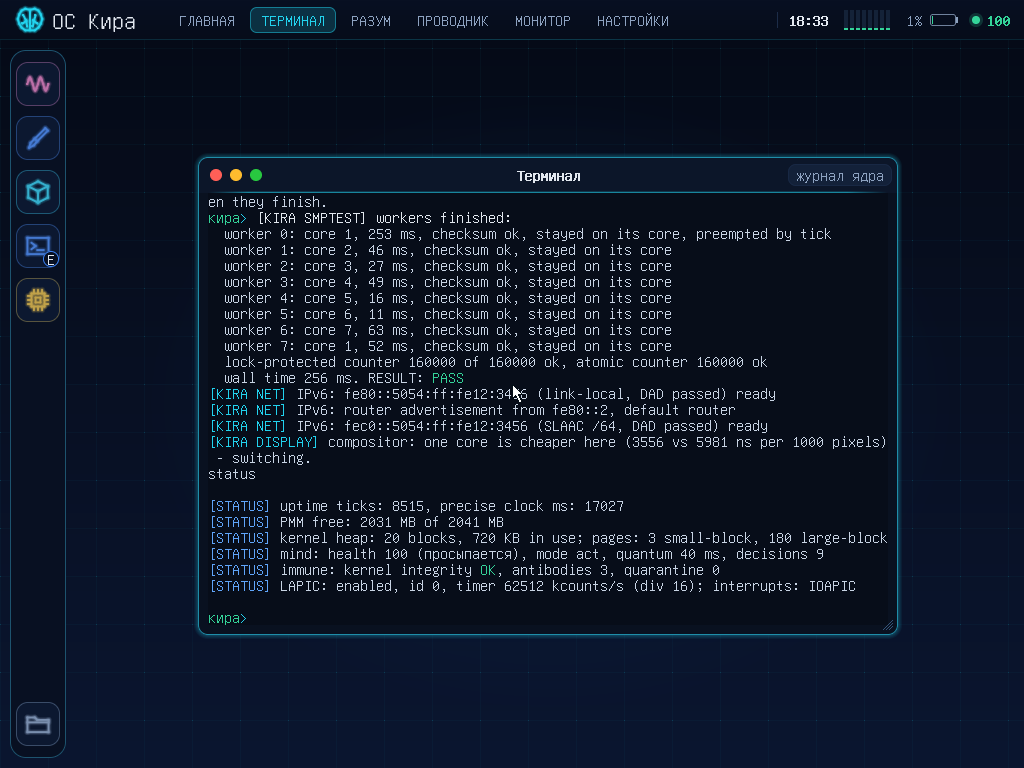 ОС Кира
ГЛАВНАЯ ТЕРМИНАЛ РАЗУМ ПРОВОДНИК МОНИТОР НАСТРОЙКИ
18:33 1% 100
E
Терминал
журнал ядра
en they finish.
кира> [KIRA SMPTEST] workers finished:
worker 0: core 1, 253 ms, checksum ok, stayed on its core, preempted by tick
worker 1: core 2, 46 ms, checksum ok, stayed on its core
worker 2: core 3, 27 ms, checksum ok, stayed on its core
worker 3: core 4, 49 ms, checksum ok, stayed on its core
worker 4: core 5, 16 ms, checksum ok, stayed on its core
worker 5: core 6, 11 ms, checksum ok, stayed on its core
worker 6: core 7, 63 ms, checksum ok, stayed on its core
worker 7: core 1, 52 ms, checksum ok, stayed on its core
lock-protected counter 160000 of 160000 ok, atomic counter 160000 ok
wall time 256 ms. RESULT: PASS
[KIRA NET] IPv6: fe80::5054:ff:fe12:3456 (link-local, DAD passed) ready
[KIRA NET] IPv6: router advertisement from fe80::2, default router
[KIRA NET] IPv6: fec0::5054:ff:fe12:3456 (SLAAC /64, DAD passed) ready
[KIRA DISPLAY] compositor: one core is cheaper here (3556 vs 5981 ns per 1000 pixels)
- switching.
status
[STATUS] uptime ticks: 8515, precise clock ms: 17027
[STATUS] PMM free: 2031 MB of 2041 MB
[STATUS] kernel heap: 20 blocks, 720 KB in use; pages: 3 small-block, 180 large-block
[STATUS] mind: health 100 (просыпается), mode act, quantum 40 ms, decisions 9
[STATUS] immune: kernel integrity OK, antibodies 3, quarantine 0
[STATUS] LAPIC: enabled, id 0, timer 62512 kcounts/s (div 16); interrupts: IOAPIC
кира>